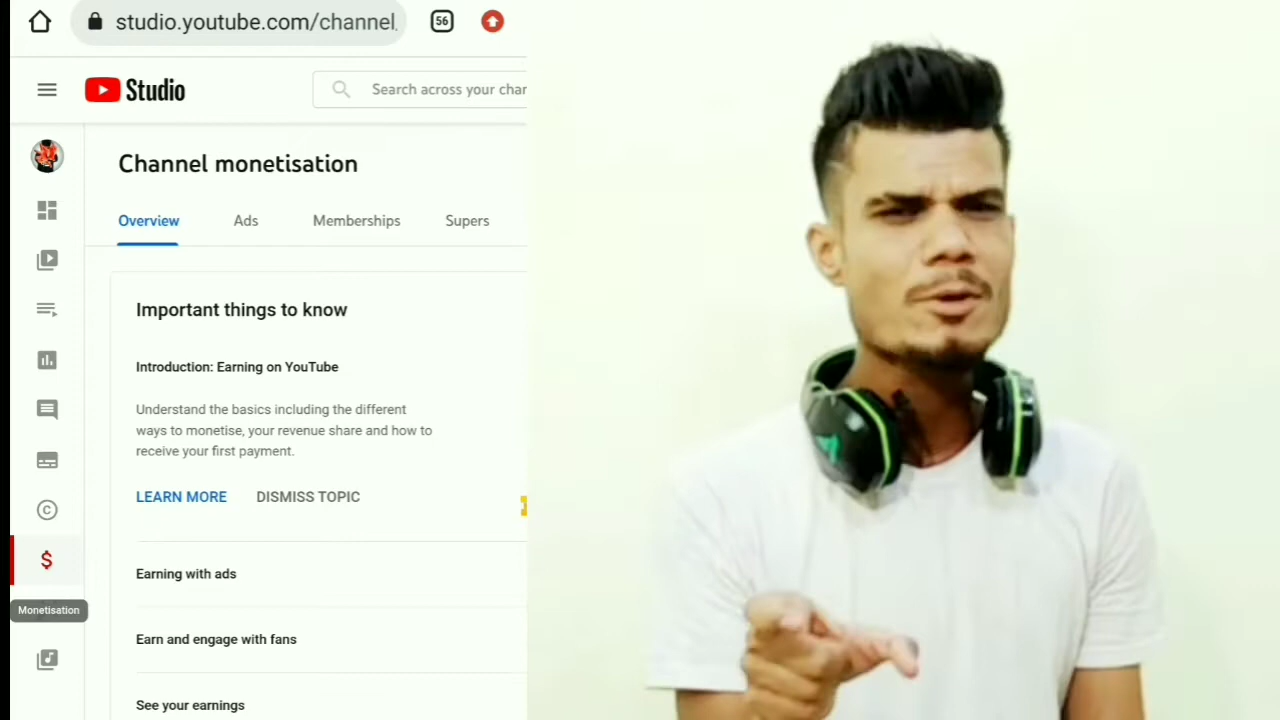 studio.youtube.com/channel
56
Studio
Search across your char
Channel monetisation
Overview
Ads
Memberships
Supers
Important things to know
Introduction: Earning on YouTube
Understand the basics including the different
ways to monetise, your revenue share and how to
receive your first payment.
LEARN MORE
DISMISS TOPIC
Earning with ads
Monetisation
Earn and engage with fans
See your earnings